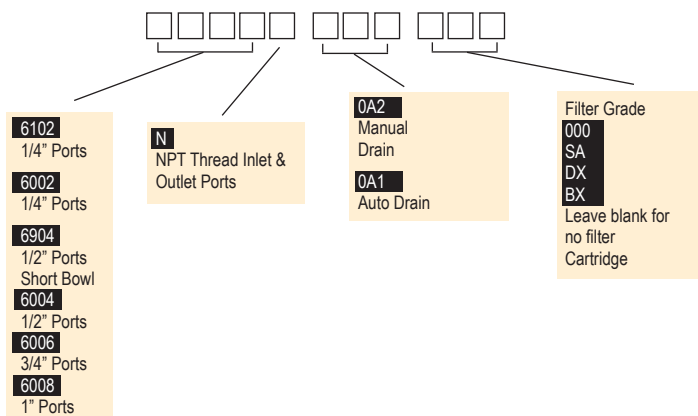 6102
1/4” Ports
6002
1/4” Ports
6904
1/2” Ports
Short Bowl
6004
1/2” Ports
6006
3/4” Ports
6008
1” Ports
N
NPT Thread Inlet &
Outlet Ports
0A2
Manual
Drain
0A1
Auto Drain
Filter Grade
000
SA
DX
BX
Leave blank for
no filter
Cartridge